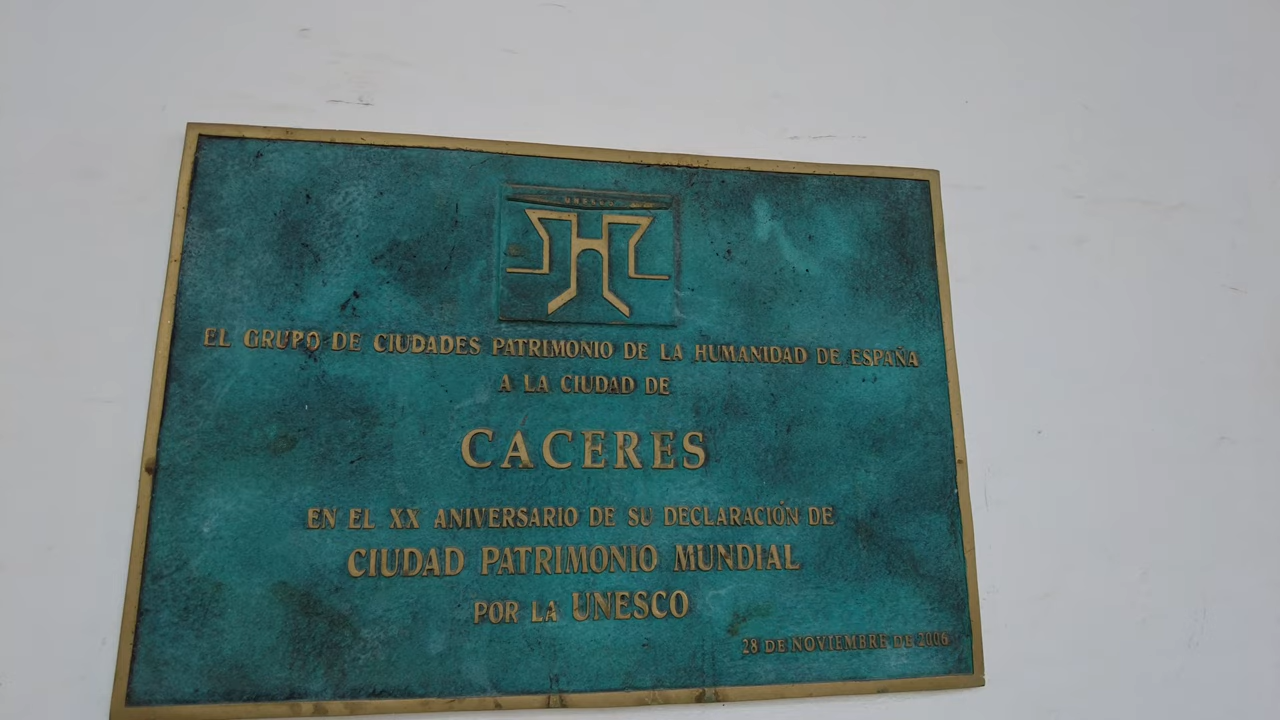 UNESCO
EL GRUPO DE CIUDADES PATRIMONIO DE LA HUMANIDAD DE ESPAÑA
A LA CIUDAD DE
CACERES
EN EL XX ANIVERSARIO DE SU DECLARACIÓN DE
CIUDAD PATRIMONIO MUNDIAL
POR LA UNESCO
28 DE NOVIEMBRE DE 2006